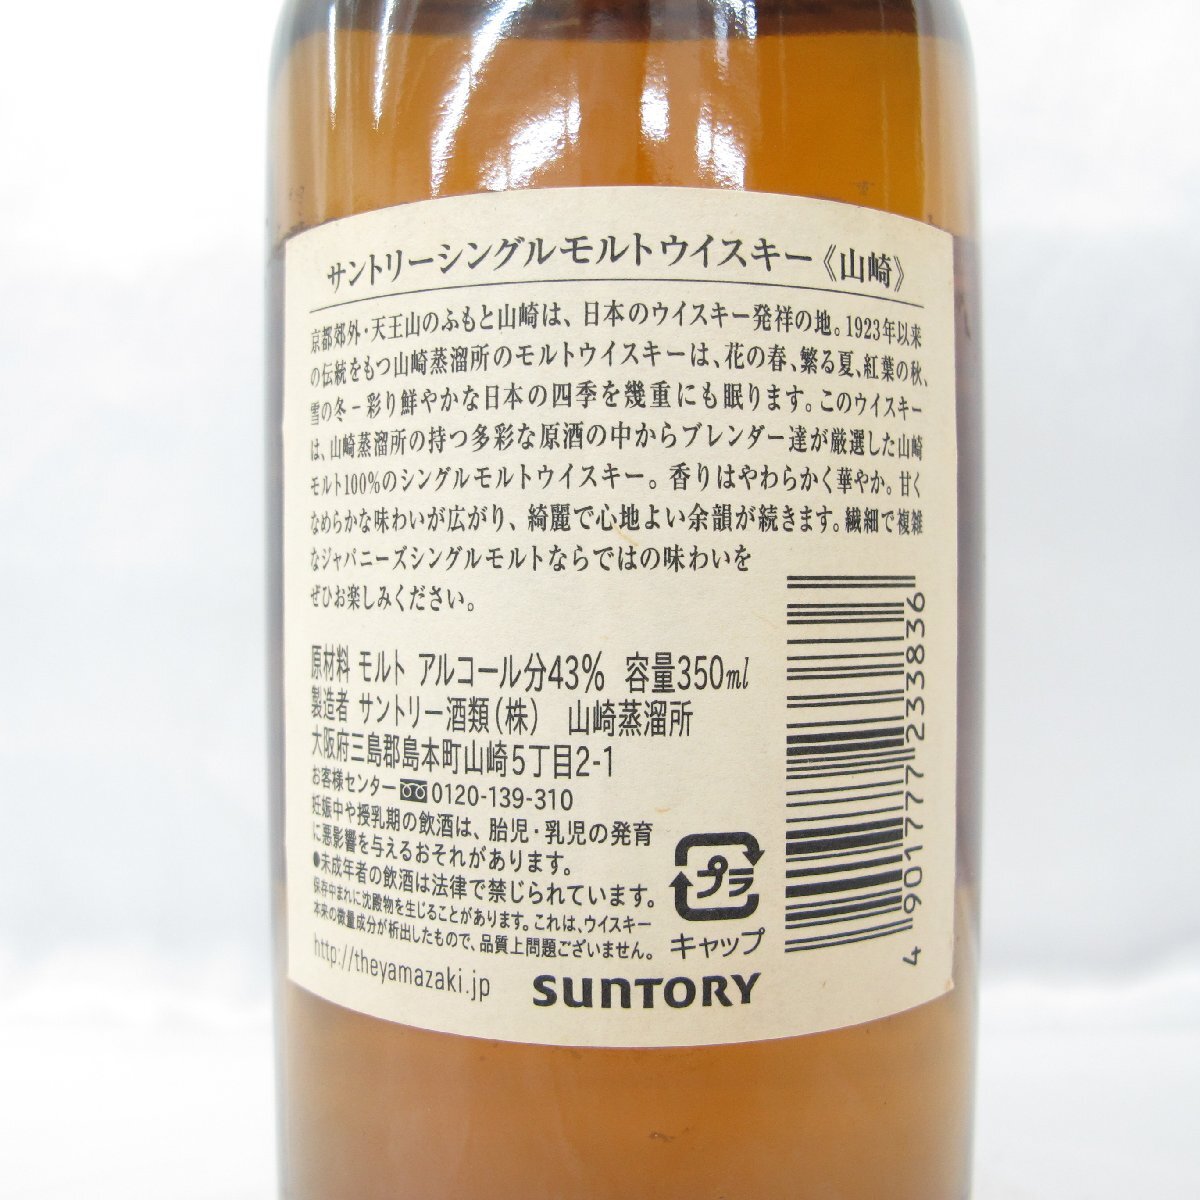 サントリーシングルモルトウイスキー《山崎》
京都郊外・天王山のふもと山崎は、日本のウイスキー発祥の地。1923年以来
の伝統をもつ山崎蒸溜所のモルトウイスキーは、花の春、繁る夏、紅葉の秋、
雪の冬－彩り鮮やかな日本の四季を幾重にも眠ります。このウイスキー
は、山崎蒸溜所の持つ多彩な原酒の中からブレンダー達が厳選した山崎
モルト100%のシングルモルトウイスキー。香りはやわらかく華やか。甘く
なめらかな味わいが広がり、綺麗で心地よい余韻が続きます。繊細で複雑
なジャパニーズシングルモルトならではの味わいを
ぜひお楽しみください。
原材料 モルト アルコール分43% 容量350ml
製造者 サントリー酒類(株) 山崎蒸溜所
大阪府三島郡島本町山崎5丁目2-1
お客様センター 0120-139-310
妊娠中や授乳期の飲酒は、胎児・乳児の発育
に悪影響を与えるおそれがあります。
●未成年者の飲酒は法律で禁じられています。
保存中まれに沈殿物を生じることがあります。これは、ウイスキー
本来の微量成分が析出したもので、品質上問題ございません。
http://theyamazaki.jp
SUNTORY
プラ
キャップ
4 901777 233836